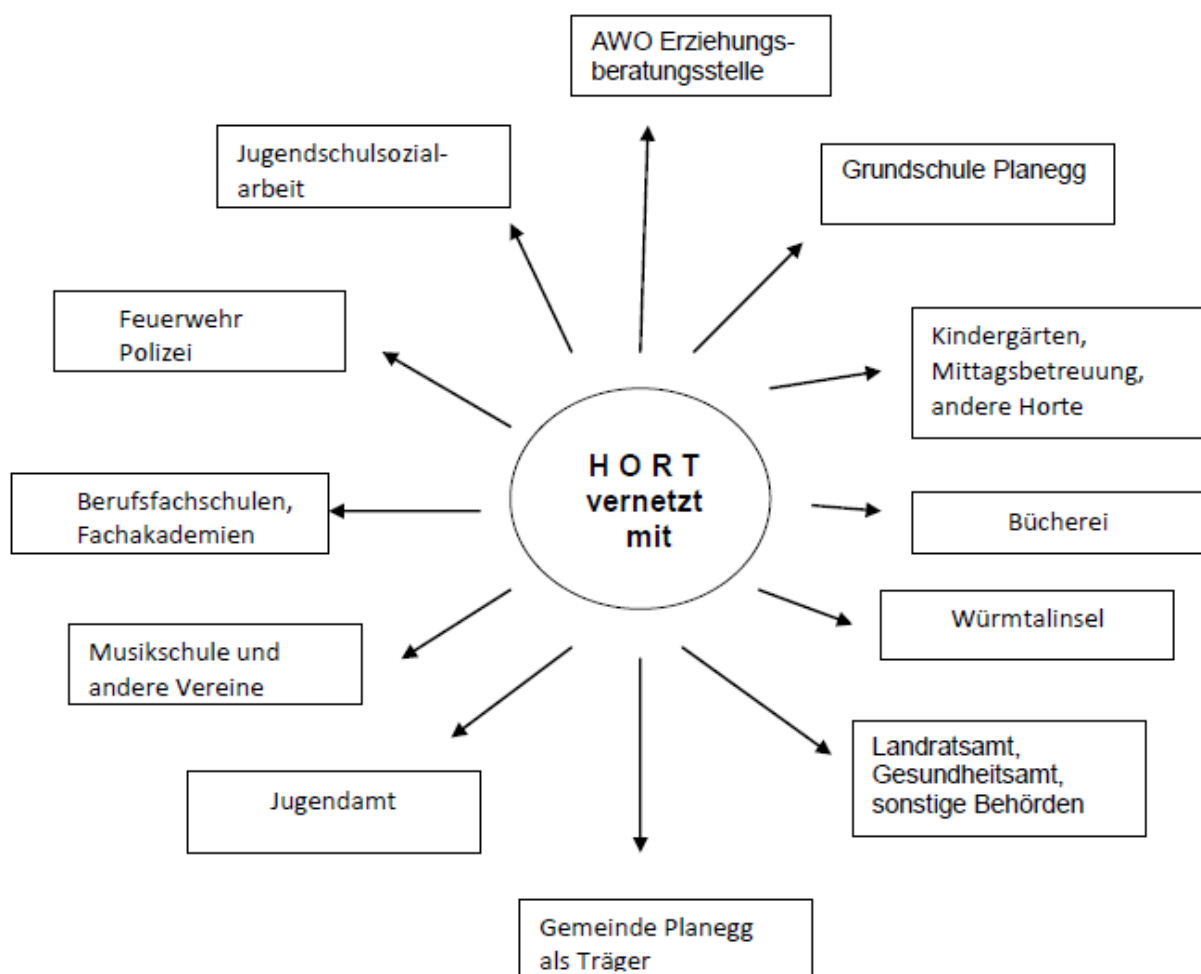 AWO Erziehungs-
beratungsstelle
Jugendschulsozial-
arbeit
Grundschule Planegg
Feuerwehr
Polizei
Kindergärten,
Mittagsbetreuung,
andere Horte
H O R T
vernetzt
mit
Berufsfachschulen,
Fachakademien
Bücherei
Würmtalinsel
Musikschule und
andere Vereine
Landratsamt,
Gesundheitsamt,
sonstige Behörden
Jugendamt
Gemeinde Planegg
als Träger